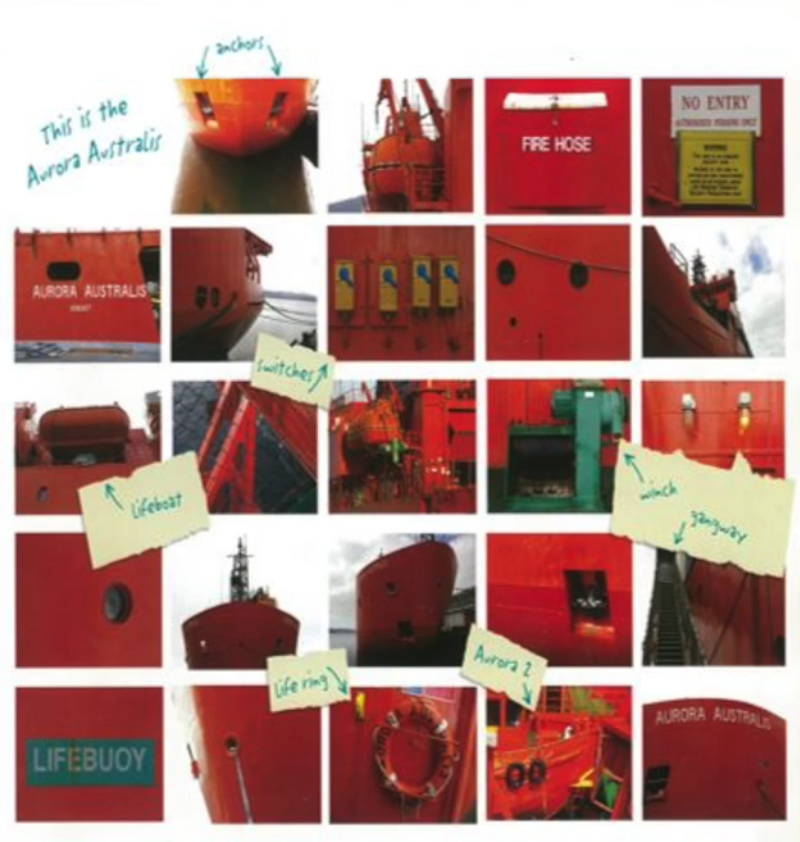 anchors
This is the
Aurora Australis
FIRE HOSE
NO ENTRY
AUTHORISED PERSONS ONLY
WARNING
AURORA AUSTRALIS
HOBART
switches
lifeboat
winch
gangway
Life ring
Aurora 2
LIFEBUOY
AURORA AUSTRALIS